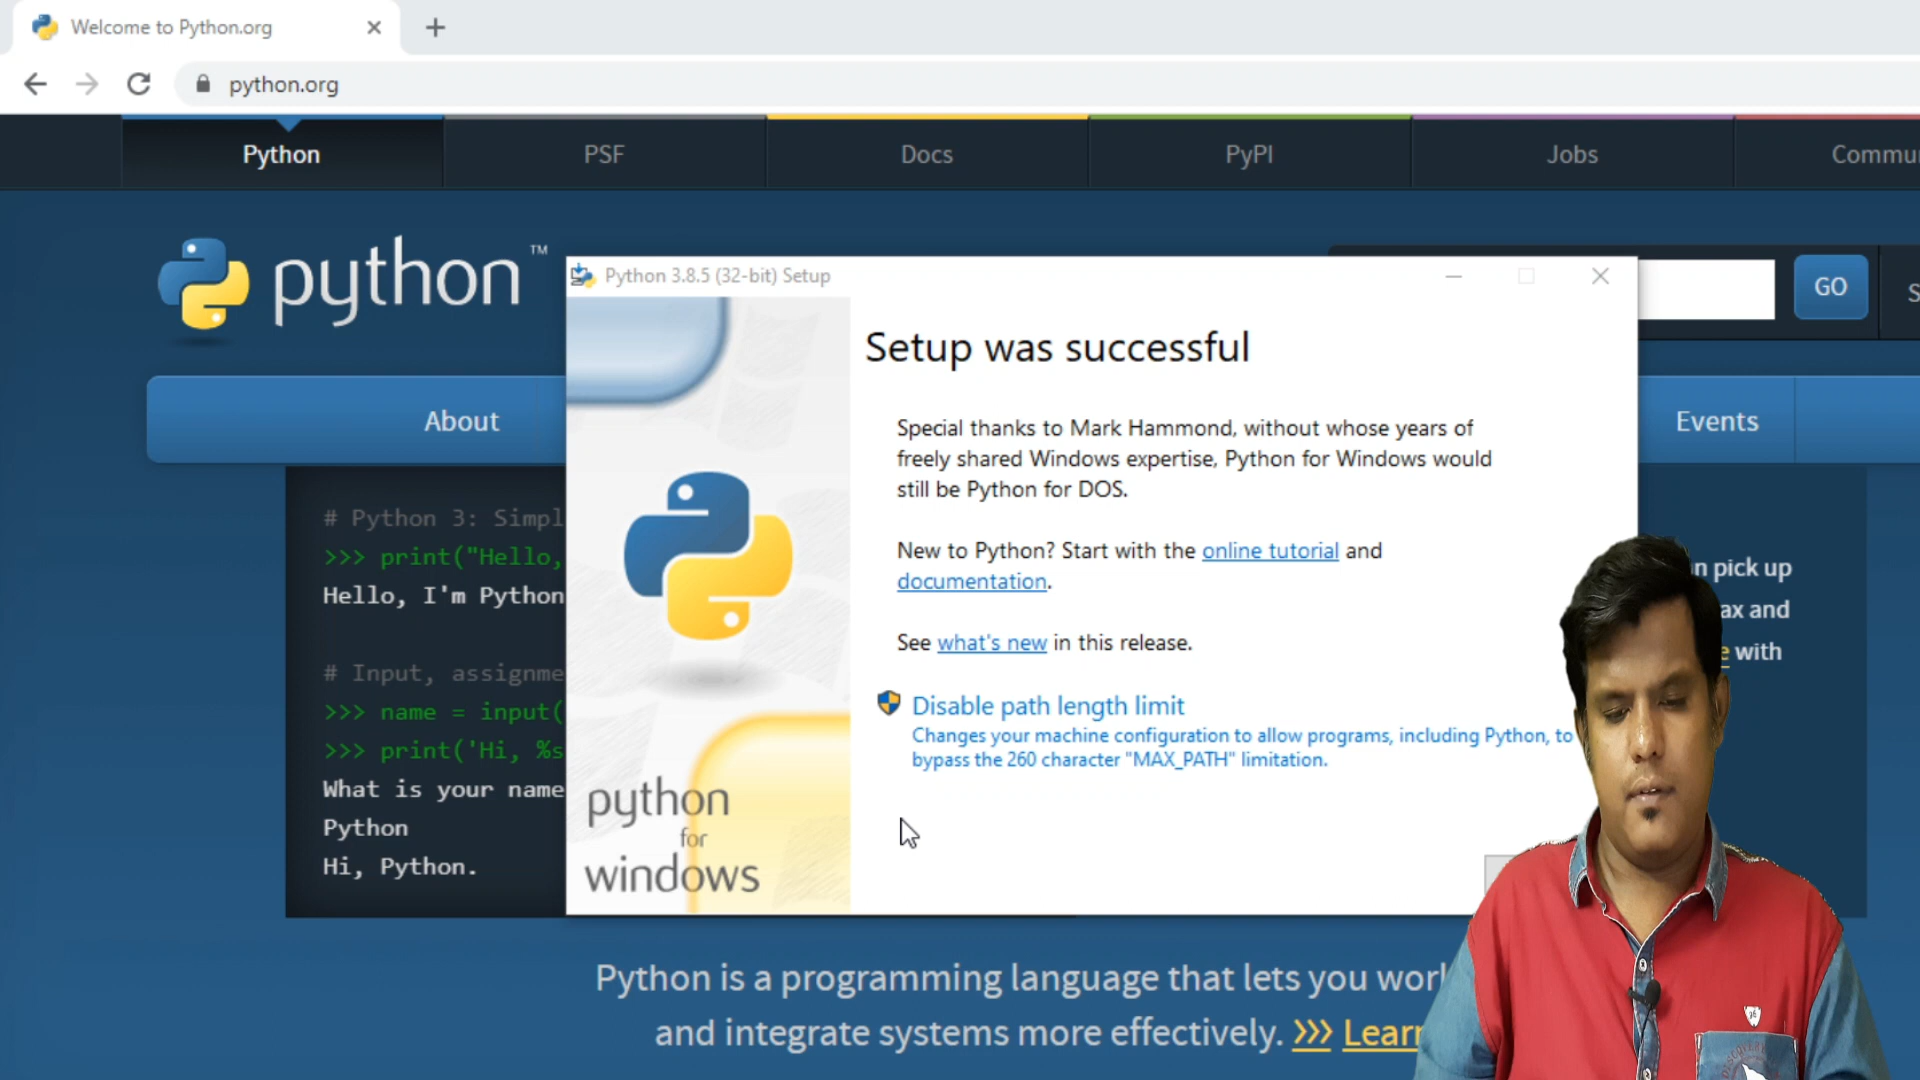 Welcome to Python.org
python.org
Python
PSF
Docs
PyPI
Jobs
Commu
python™
GO
S
Python 3.8.5 (32-bit) Setup
Setup was successful
Special thanks to Mark Hammond, without whose years of
freely shared Windows expertise, Python for Windows would
still be Python for DOS.
New to Python? Start with the online tutorial and
documentation.
See what's new in this release.
Disable path length limit
Changes your machine configuration to allow programs, including Python, to
bypass the 260 character "MAX_PATH" limitation.
python
for
windows
About
Events
# Python 3: Simpl
>>> print("Hello,
Hello, I'm Python
# Input, assignme
>>> name = input(
>>> print('Hi, %s
What is your name
Python
Hi, Python.
n pick up
ax and
e with
Python is a programming language that lets you wor
and integrate systems more effectively. >>> Learn